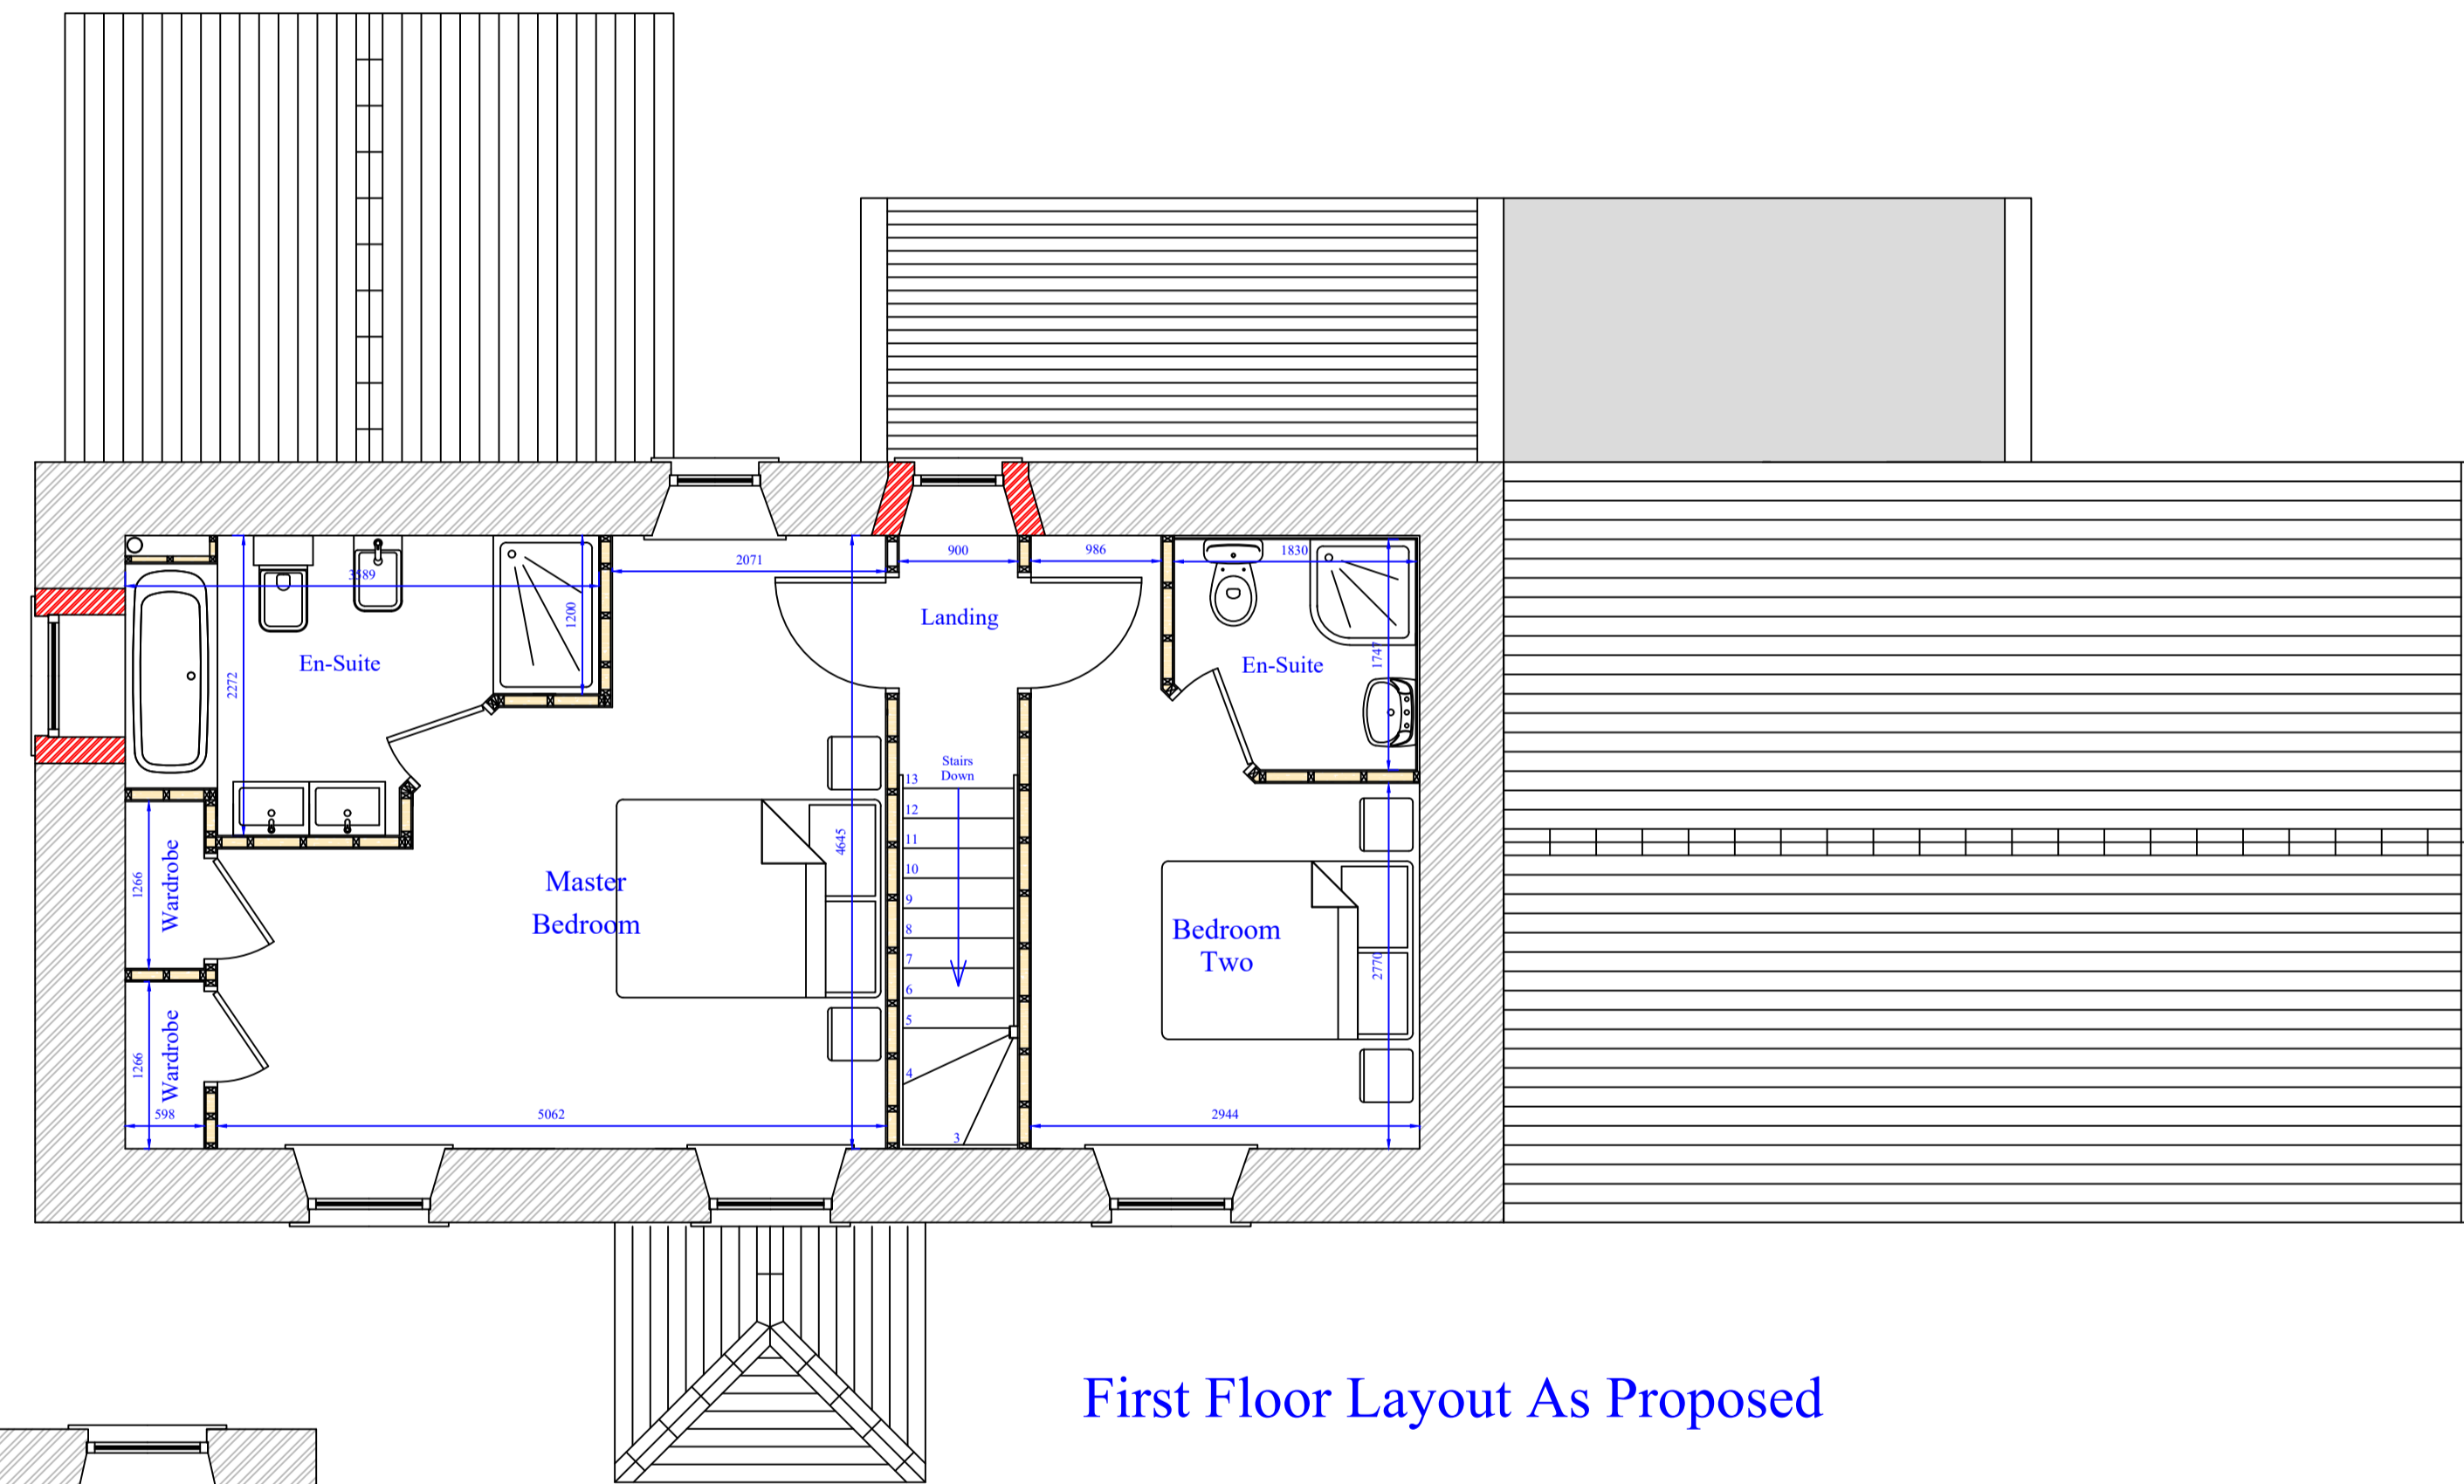 2071
900
986
1830
3589
1200
Landing
En-Suite
En-Suite
2272
1747
Stairs
Down
13
12
11
10
9
8
7
6
5
4
3
4645
Master
Bedroom
1266
Wardrobe
Bedroom
Two
2770
1266
Wardrobe
598
5062
2944
First Floor Layout As Proposed